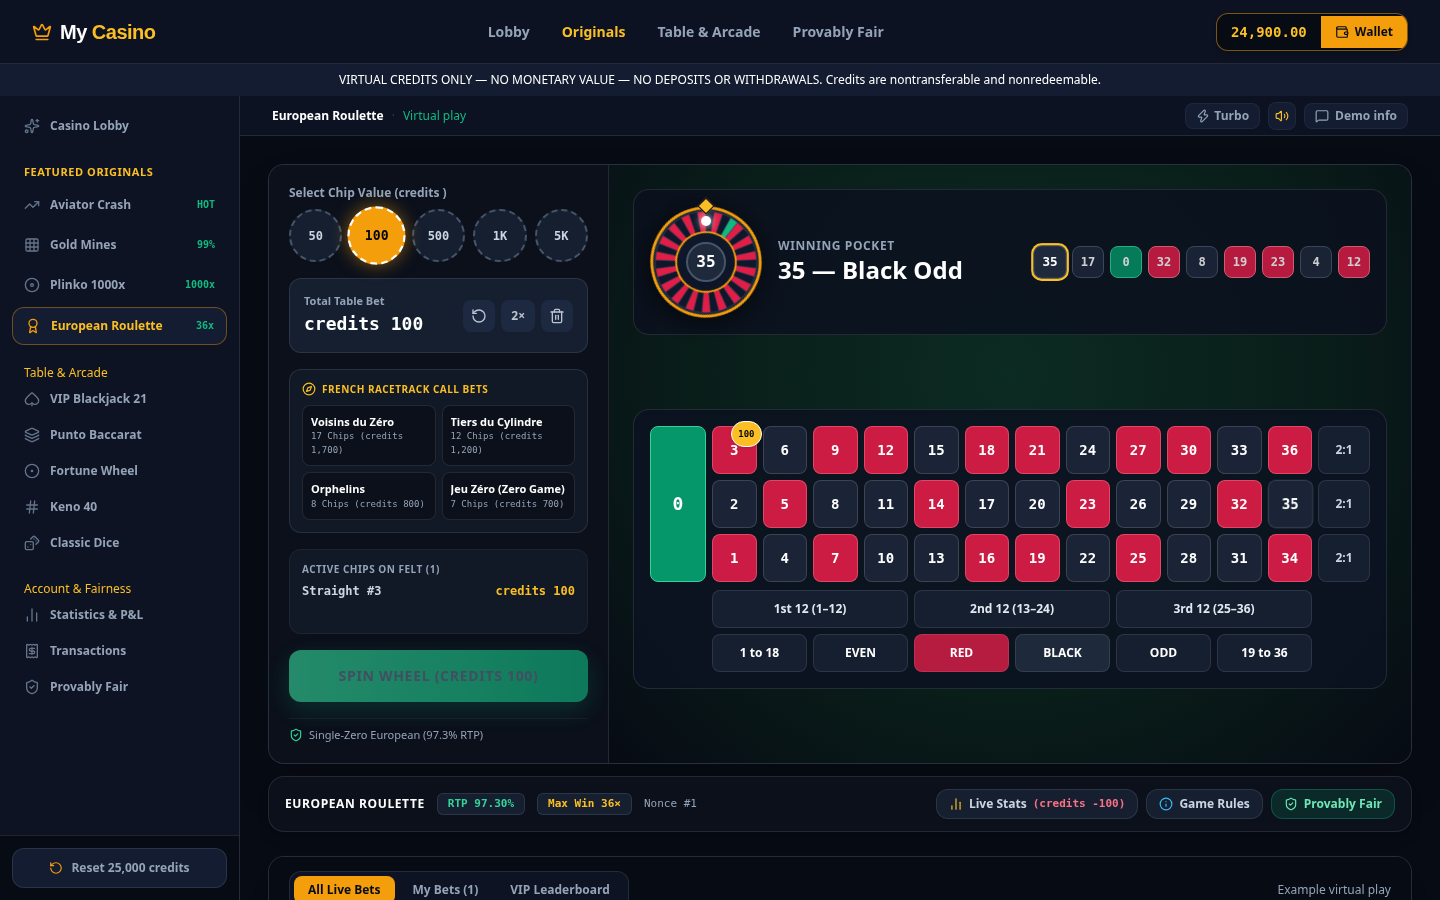 My Casino
Lobby
Originals
Table & Arcade
Provably Fair
24,900.00
Wallet
VIRTUAL CREDITS ONLY — NO MONETARY VALUE — NO DEPOSITS OR WITHDRAWALS. Credits are nontransferable and nonredeemable.
Casino Lobby
FEATURED ORIGINALS
Aviator Crash HOT
Gold Mines 99%
Plinko 1000x 1000x
European Roulette 36x
Table & Arcade
VIP Blackjack 21
Punto Baccarat
Fortune Wheel
Keno 40
Classic Dice
Account & Fairness
Statistics & P&L
Transactions
Provably Fair
Reset 25,000 credits
European Roulette · Virtual play
Turbo
Demo info
Select Chip Value (credits )
50 100 500 1K 5K
Total Table Bet
credits 100
2×
FRENCH RACETRACK CALL BETS
Voisins du Zéro
17 Chips (credits
1,700)
Tiers du Cylindre
12 Chips (credits
1,200)
Orphelins
8 Chips (credits 800)
Jeu Zéro (Zero Game)
7 Chips (credits 700)
ACTIVE CHIPS ON FELT (1)
Straight #3 credits 100
SPIN WHEEL (CREDITS 100)
Single-Zero European (97.3% RTP)
35
WINNING POCKET
35 — Black Odd
35 17 0 32 8 19 23 4 12
100
0
3 6 9 12 15 18 21 24 27 30 33 36 2:1
2 5 8 11 14 17 20 23 26 29 32 35 2:1
1 4 7 10 13 16 19 22 25 28 31 34 2:1
1st 12 (1–12) 2nd 12 (13–24) 3rd 12 (25–36)
1 to 18 EVEN RED BLACK ODD 19 to 36
EUROPEAN ROULETTE RTP 97.30% Max Win 36× Nonce #1
Live Stats (credits -100)
Game Rules
Provably Fair
All Live Bets My Bets (1) VIP Leaderboard
Example virtual play